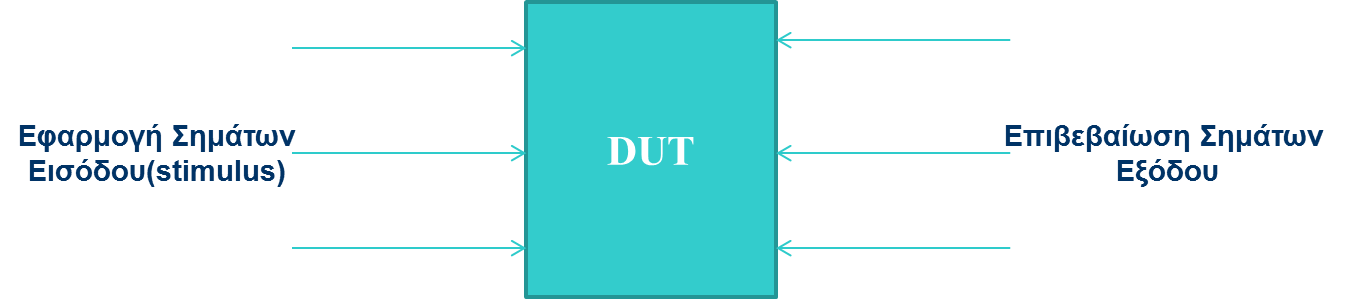 Εφαρμογή Σημάτων
Εισόδου(stimulus)
DUT
Επιβεβαίωση Σημάτων
Εξόδου